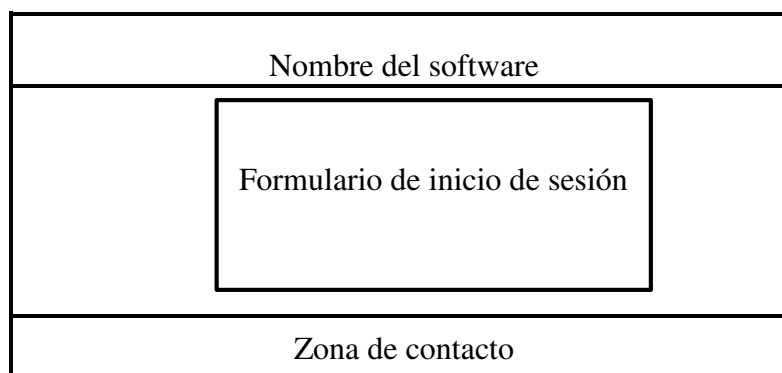 Nombre del software
Formulario de inicio de sesión
Zona de contacto